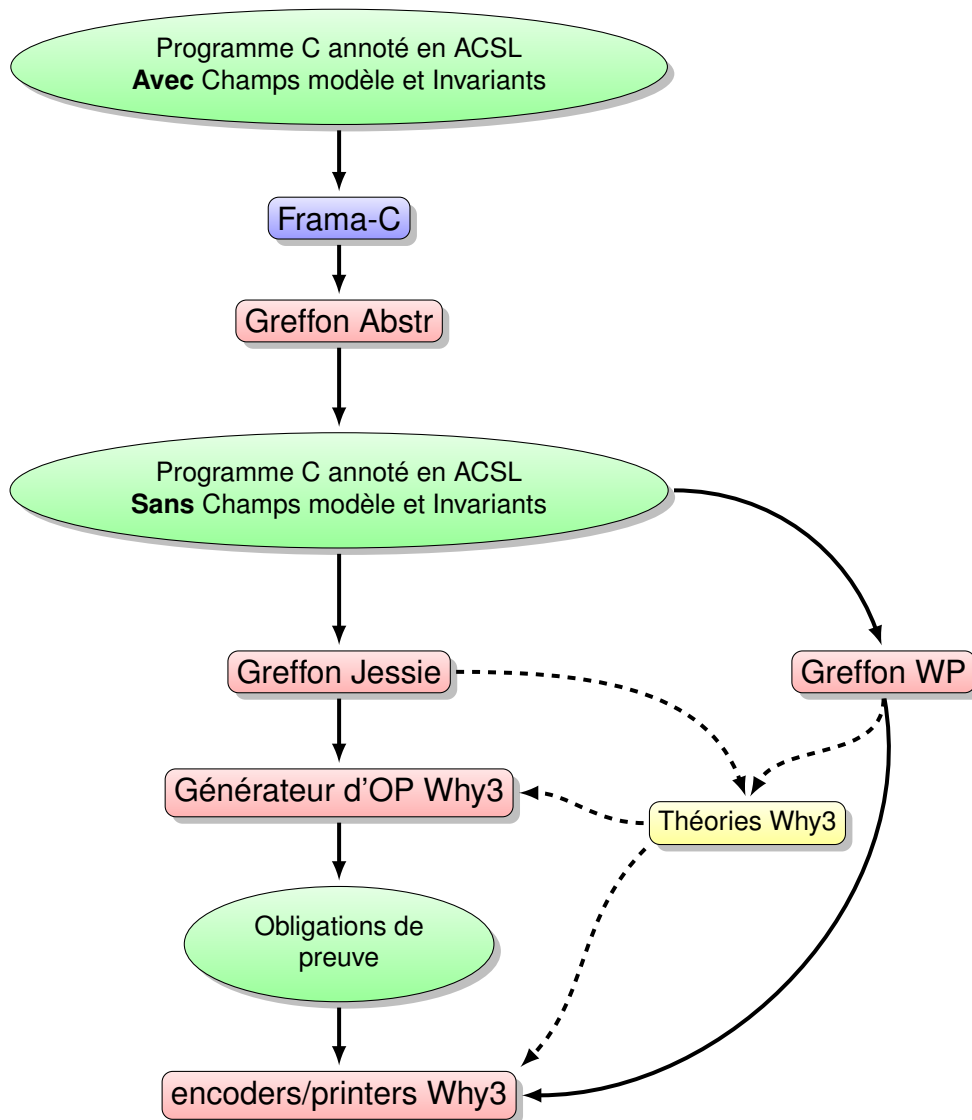 Programme C annoté en ACSL
Avec Champs modèle et Invariants
Frama-C
Greffon Abstr
Programme C annoté en ACSL
Sans Champs modèle et Invariants
Greffon Jessie
Greffon WP
Générateur d'OP Why3
Théories Why3
Obligations de
preuve
encoders/printers Why3